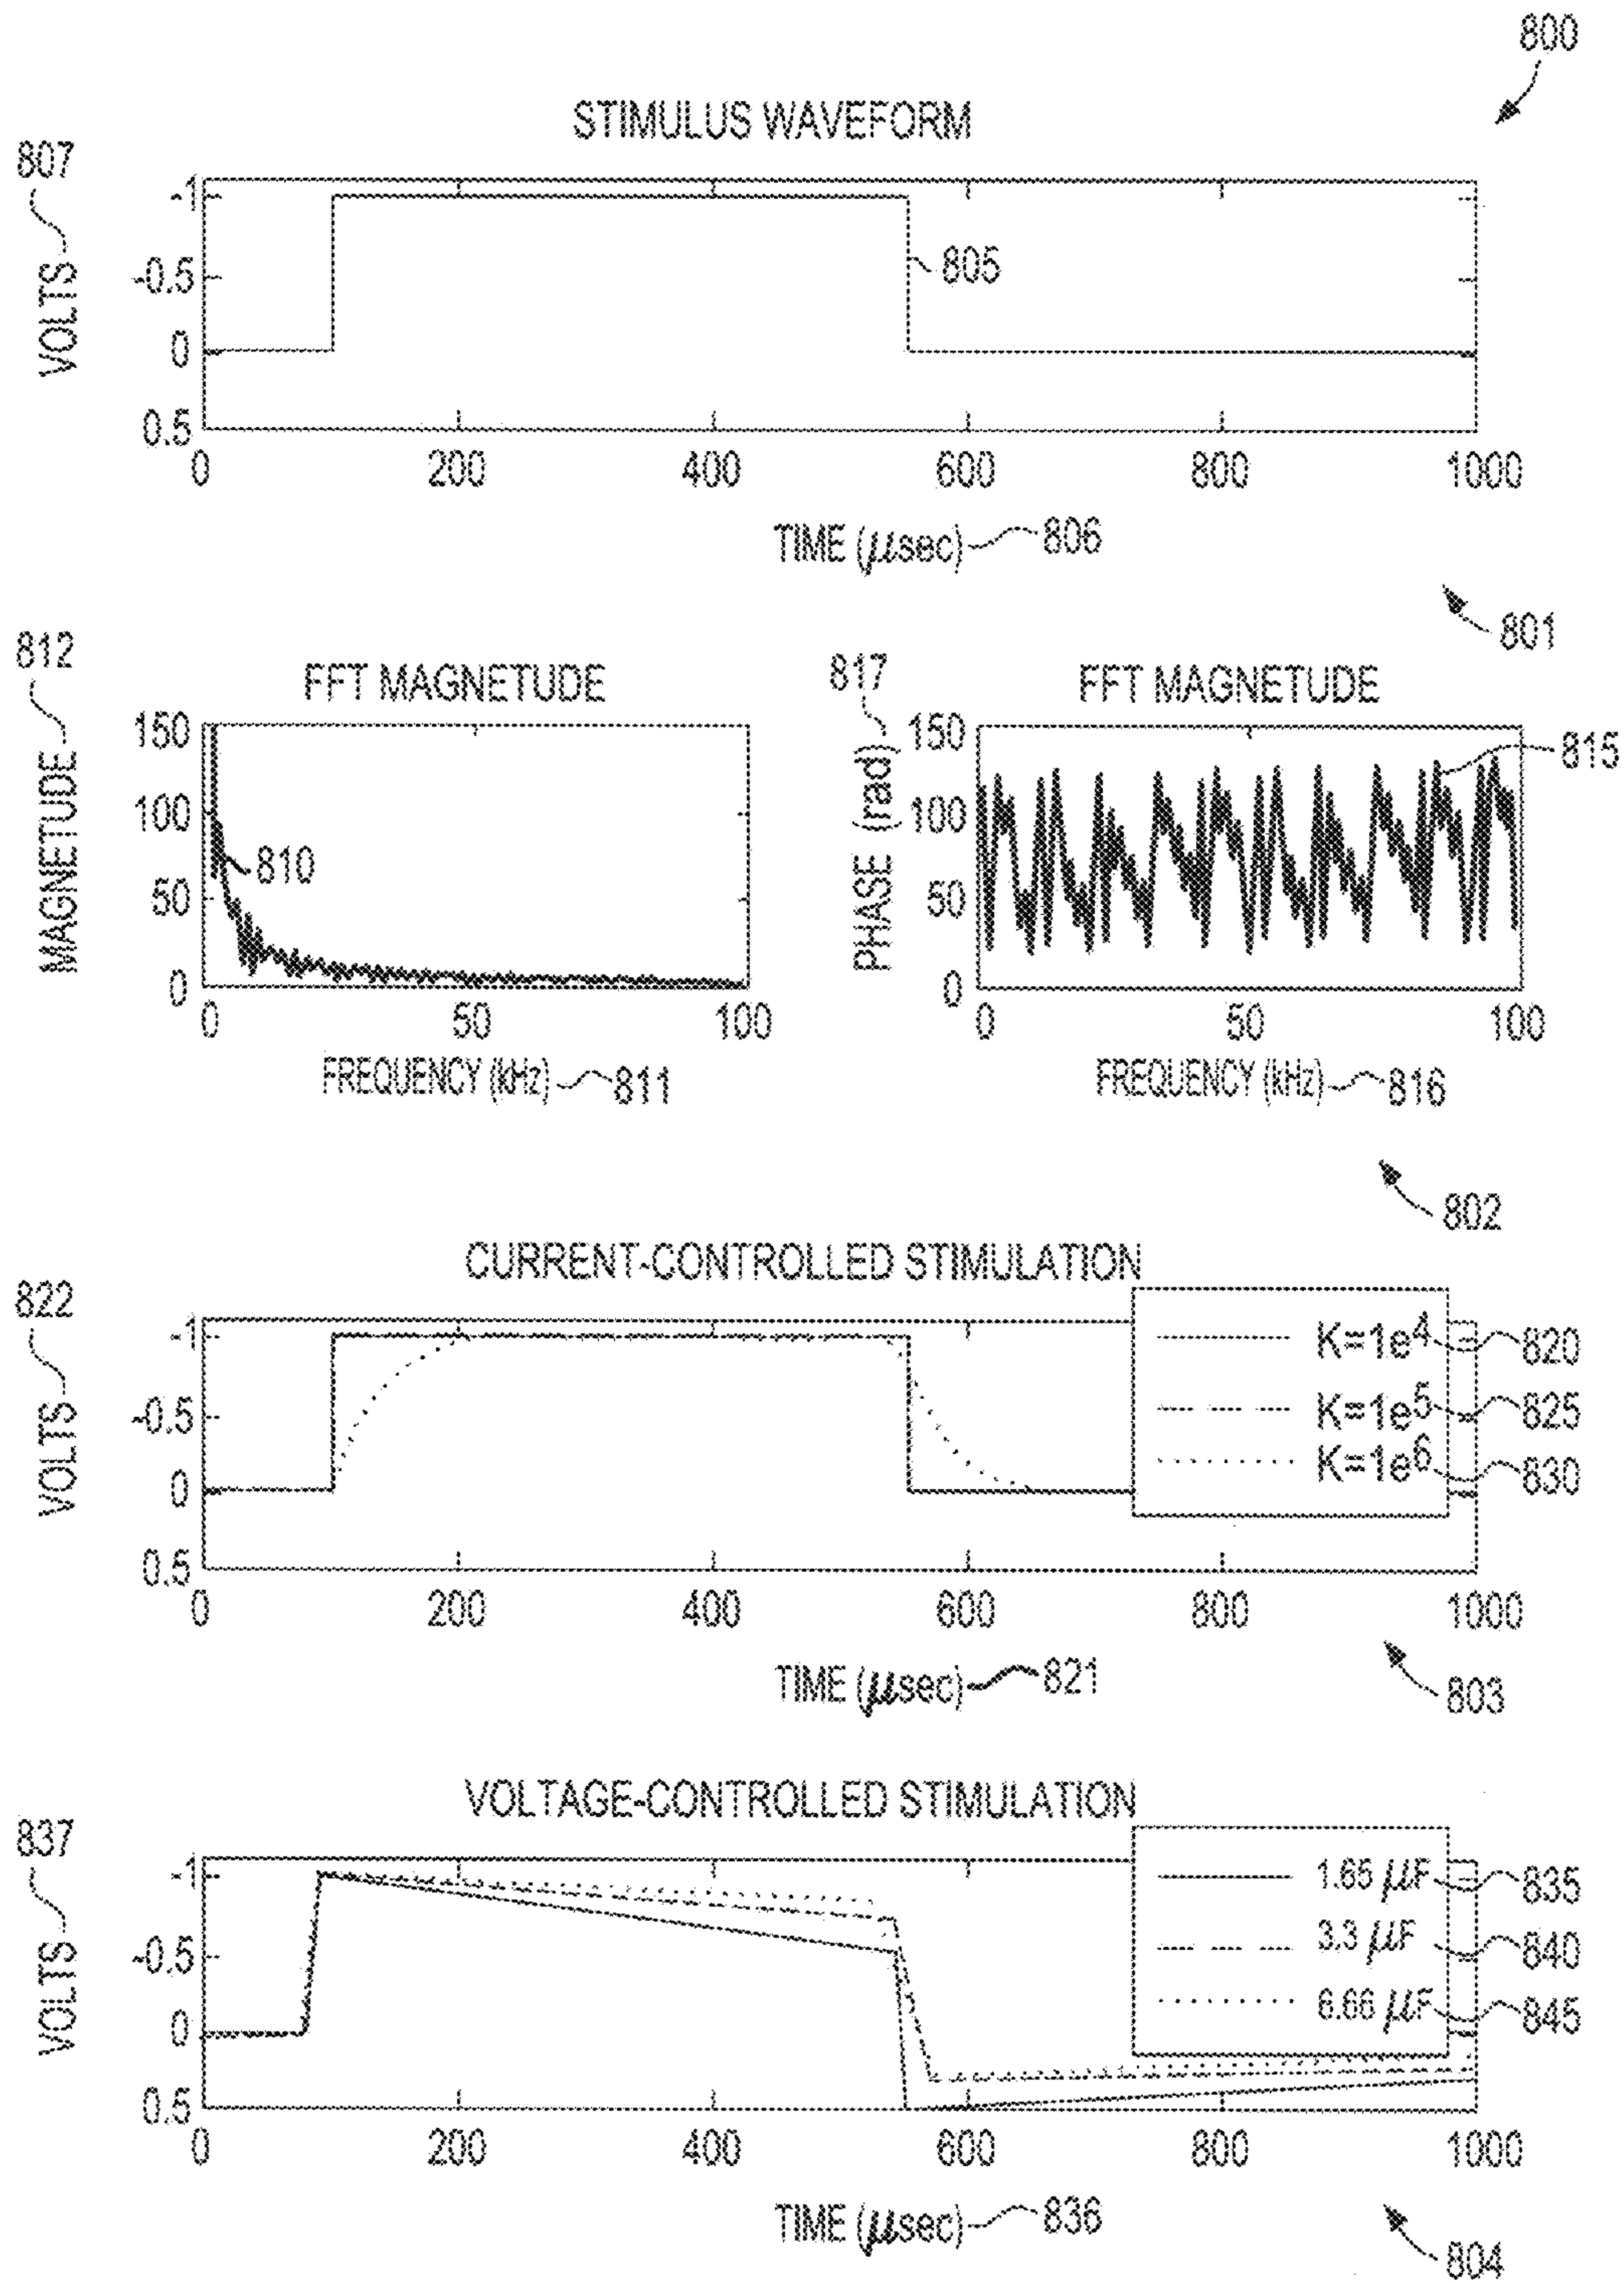 800
STIMULUS WAVEFORM
807
VOLTS
-1
-0.5
0
0.5
805
0 200 400 600 800 1000
TIME (μsec) 806
801
812
FFT MAGNETUDE
MAGNETUDE
150
100
50
0
810
0 50 100
FREQUENCY (kHz) 811
817
FFT MAGNETUDE
PHASE (rad)
150
100
50
0
815
0 50 100
FREQUENCY (kHz) 816
802
CURRENT-CONTROLLED STIMULATION
822
VOLTS
-1
-0.5
0
0.5
K=1e4 820
K=1e5 825
K=1e6 830
0 200 400 600 800 1000
TIME (μsec) 821
803
VOLTAGE-CONTROLLED STIMULATION
837
VOLTS
-1
-0.5
0
0.5
1.65 μF 835
3.3 μF 840
6.66 μF 845
0 200 400 600 800 1000
TIME (μsec) 836
804